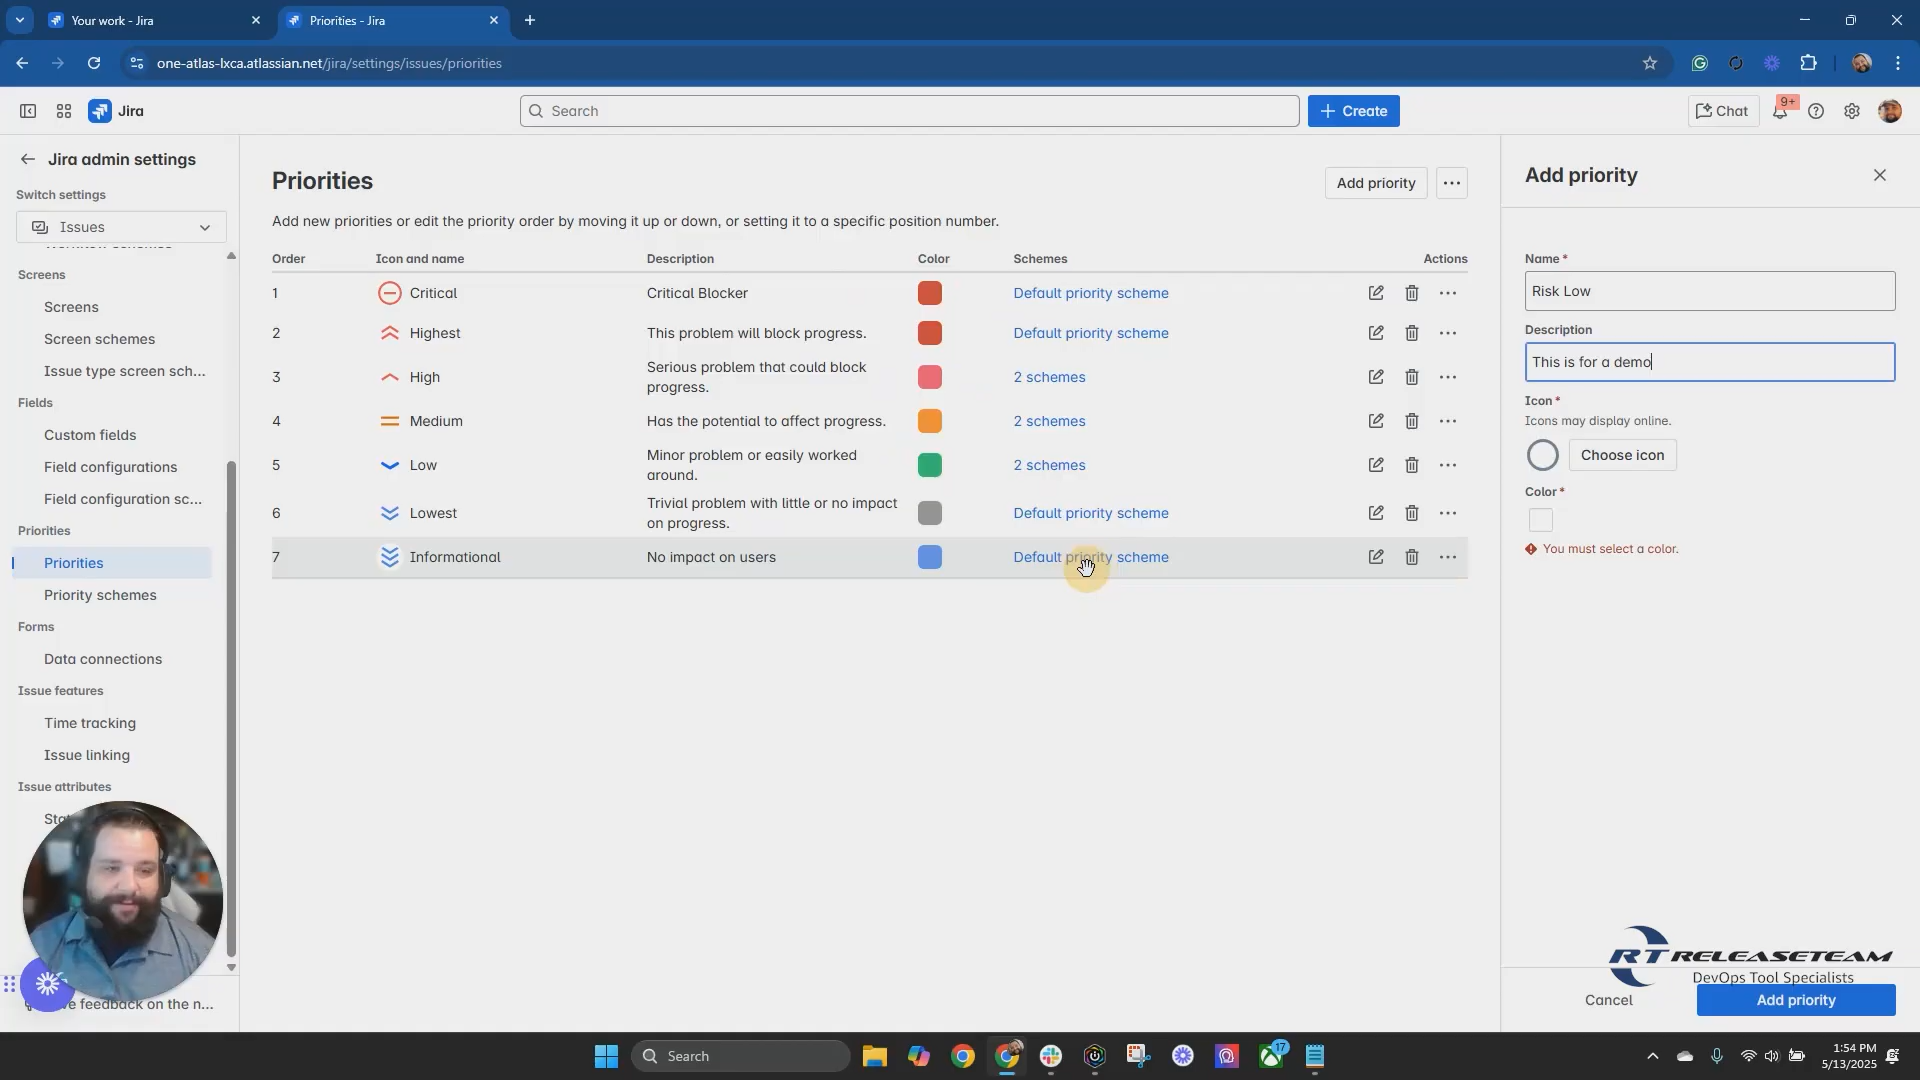 Your work - Jira
Priorities - Jira
one-atlas-lxca.atlassian.net/jira/settings/issues/priorities
Jira
Search
Create
Chat
9+
Jira admin settings
Switch settings
Issues
Screens
Screens
Screen schemes
Issue type screen sch...
Fields
Custom fields
Field configurations
Field configuration sc...
Priorities
Priorities
Priority schemes
Forms
Data connections
Issue features
Time tracking
Issue linking
Issue attributes
feedback on the n...
Priorities
Add priority
Add new priorities or edit the priority order by moving it up or down, or setting it to a specific position number.
Order Icon and name Description Color Schemes Actions
1 Critical Critical Blocker Default priority scheme
2 Highest This problem will block progress. Default priority scheme
3 High Serious problem that could block progress. 2 schemes
4 Medium Has the potential to affect progress. 2 schemes
5 Low Minor problem or easily worked around. 2 schemes
6 Lowest Trivial problem with little or no impact on progress. Default priority scheme
7 Informational No impact on users Default priority scheme
Add priority
Name *
Risk Low
Description
This is for a demo
Icon *
Icons may display online.
Choose icon
Color *
You must select a color.
RT RELEASETEAM
DevOps Tool Specialists
Cancel
Add priority
Search
17
1:54 PM
5/13/2025